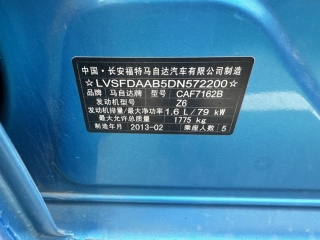 中国·长安福特马自达汽车有限公司制造
☆LVSFDAAB5DN572200☆
品牌 马自达牌 型号 CAF7162B
发动机型号 Z6
发动机排量/最大净功率 1.6 L/79 kW
最大允许总质量 1775 kg
制造年月 2013-02 乘座人数 5